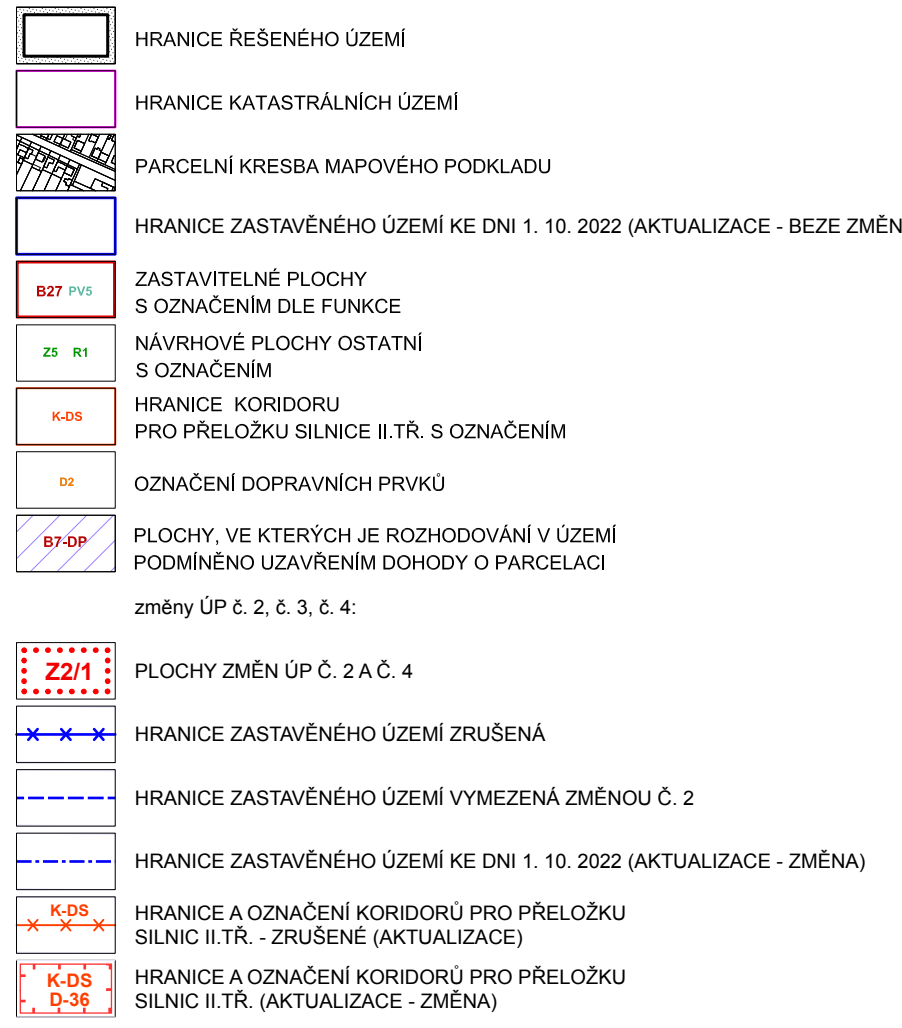 HRANICE ŘEŠENÉHO ÚZEMÍ
HRANICE KATASTRÁLNÍCH ÚZEMÍ
PARCELNÍ KRESBA MAPOVÉHO PODKLADU
HRANICE ZASTAVĚNÉHO ÚZEMÍ KE DNI 1. 10. 2022 (AKTUALIZACE - BEZE ZMĚN
B27 PV5
ZASTAVITELNÉ PLOCHY
S OZNAČENÍM DLE FUNKCE
Z5 R1
NÁVRHOVÉ PLOCHY OSTATNÍ
S OZNAČENÍM
K-DS
HRANICE KORIDORU
PRO PŘELOŽKU SILNICE II.TŘ. S OZNAČENÍM
D2
OZNAČENÍ DOPRAVNÍCH PRVKŮ
B7-DP
PLOCHY, VE KTERÝCH JE ROZHODOVÁNÍ V ÚZEMÍ
PODMÍNĚNO UZAVŘENÍM DOHODY O PARCELACI
změny ÚP č. 2, č. 3, č. 4:
Z2/1
PLOCHY ZMĚN ÚP Č. 2 A Č. 4
HRANICE ZASTAVĚNÉHO ÚZEMÍ ZRUŠENÁ
HRANICE ZASTAVĚNÉHO ÚZEMÍ VYMEZENÁ ZMĚNOU Č. 2
HRANICE ZASTAVĚNÉHO ÚZEMÍ KE DNI 1. 10. 2022 (AKTUALIZACE - ZMĚNA)
K-DS
HRANICE A OZNAČENÍ KORIDORŮ PRO PŘELOŽKU
SILNIC II.TŘ. - ZRUŠENÉ (AKTUALIZACE)
K-DS
D-36
HRANICE A OZNAČENÍ KORIDORŮ PRO PŘELOŽKU
SILNIC II.TŘ. (AKTUALIZACE - ZMĚNA)